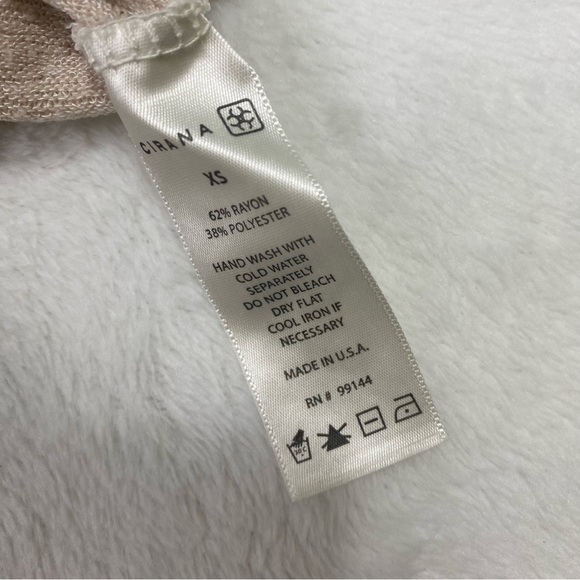 CIRANA
XS
62% RAYON
38% POLYESTER
HAND WASH WITH
COLD WATER
SEPARATELY
DO NOT BLEACH
DRY FLAT
COOL IRON IF
NECESSARY
MADE IN U.S.A.
RN # 99144
30°C